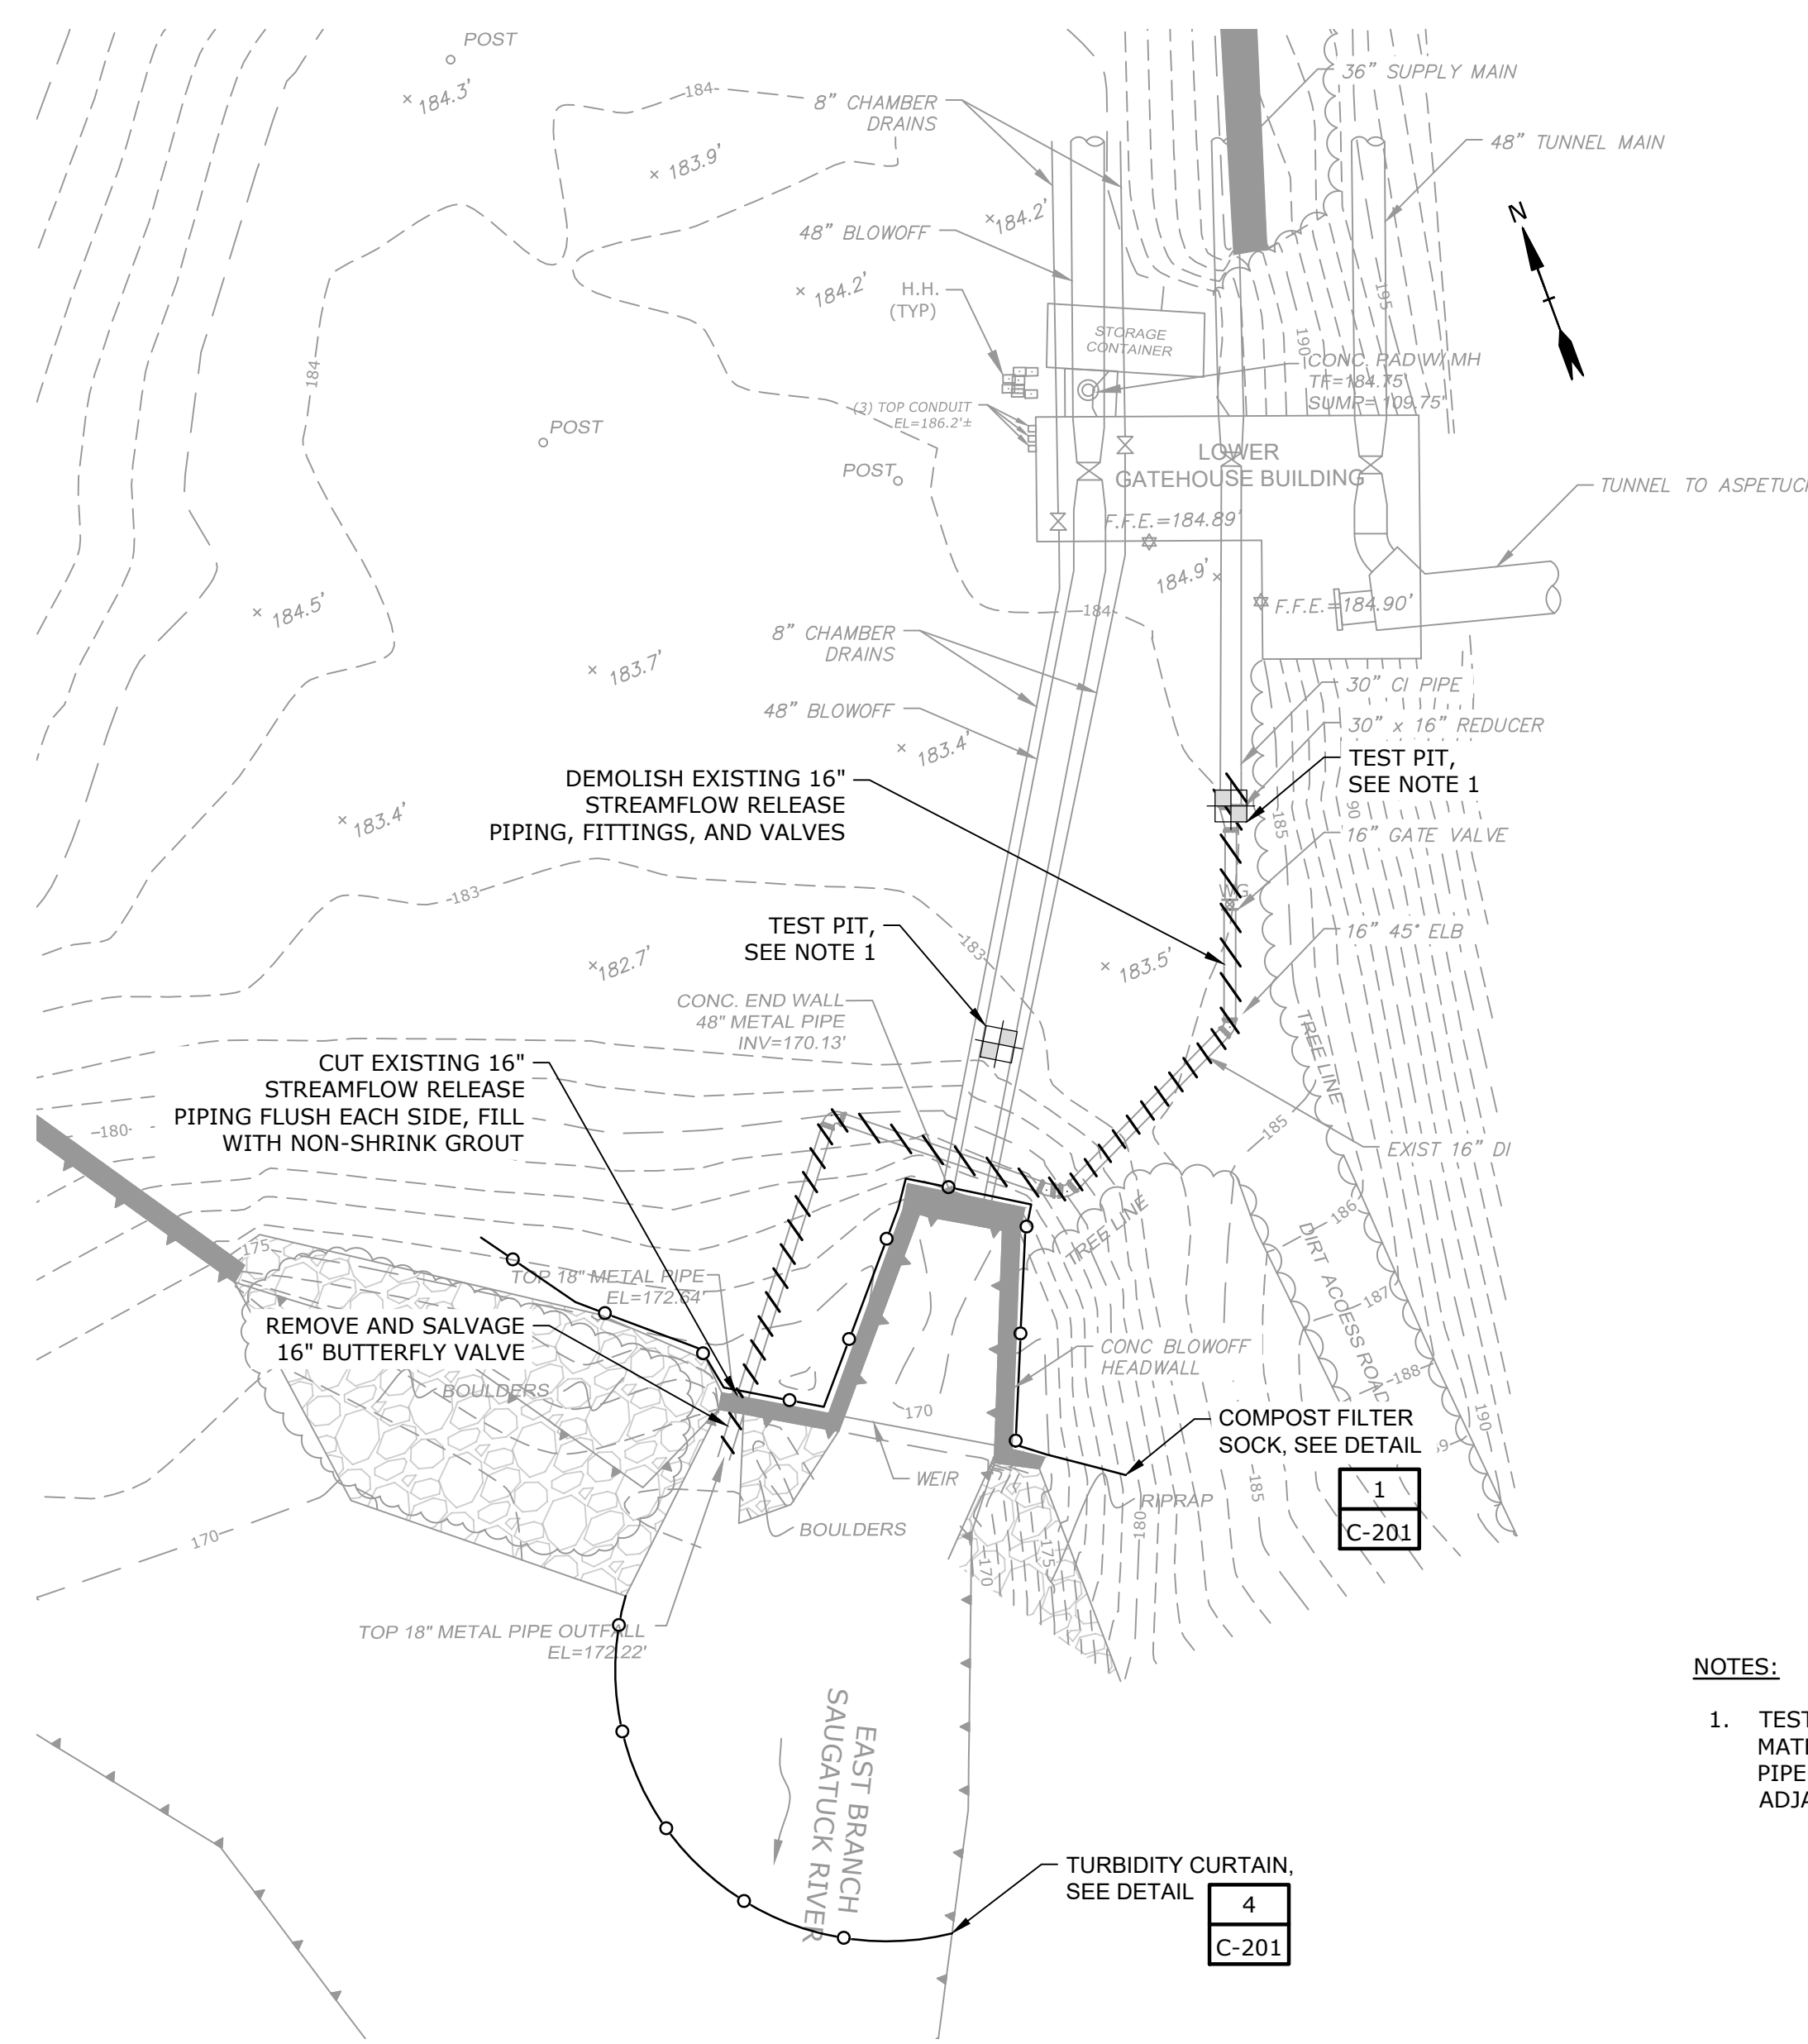 POST
184.3'
184
8" CHAMBER
DRAINS
36" SUPPLY MAIN
48" TUNNEL MAIN
183.9'
184.2'
48" BLOWOFF
N
184.2'
H.H.
(TYP)
STORAGE
CONTAINER
195
190
CONC. PAD W/ MH
TF=184.75'
SUMP=109.75'
184
(3) TOP CONDUIT
EL=186.2'±
POST
POST
LOWER
GATEHOUSE BUILDING
TUNNEL TO ASPETUC
F.F.E.=184.89'
184.9'
F.F.E.=184.90'
184.5'
184
8" CHAMBER
DRAINS
183.7'
48" BLOWOFF
30" CI PIPE
30" x 16" REDUCER
183.4'
TEST PIT,
SEE NOTE 1
DEMOLISH EXISTING 16"
STREAMFLOW RELEASE
PIPING, FITTINGS, AND VALVES
183.4'
185
90
16" GATE VALVE
WG
183
TEST PIT,
SEE NOTE 1
16" 45° ELB
183
182.7'
183.5'
CONC. END WALL
48" METAL PIPE
INV=170.13'
TREE LINE
CUT EXISTING 16"
STREAMFLOW RELEASE
PIPING FLUSH EACH SIDE, FILL
WITH NON-SHRINK GROUT
180
185
EXIST 16" DI
TREE LINE
186
175
DIRT ACCESS ROAD
TOP 18" METAL PIPE
EL=172.64'
187
REMOVE AND SALVAGE
16" BUTTERFLY VALVE
CONC BLOWOFF
HEADWALL
BOULDERS
188
170
190
COMPOST FILTER
SOCK, SEE DETAIL
9
WEIR
1
C-201
185
RIPRAP
180
BOULDERS
170
175
170
TOP 18" METAL PIPE OUTFALL
EL=172.22'
NOTES:
1. TEST
MATE
PIPE
ADJA
EAST BRANCH
SAUGATUCK RIVER
TURBIDITY CURTAIN,
SEE DETAIL
4
C-201